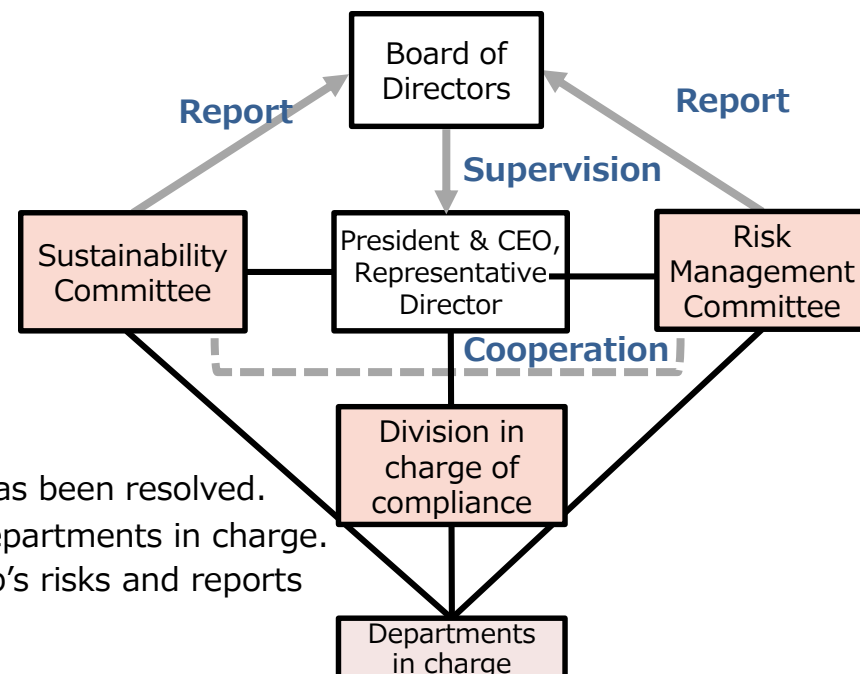 Board of
Directors
Report
Report
Supervision
Sustainability
Committee
President & CEO,
Representative
Director
Risk
Management
Committee
Cooperation
Division in
charge of
compliance
as been resolved.
epartments in charge.
o’s risks and reports
Departments
in charge